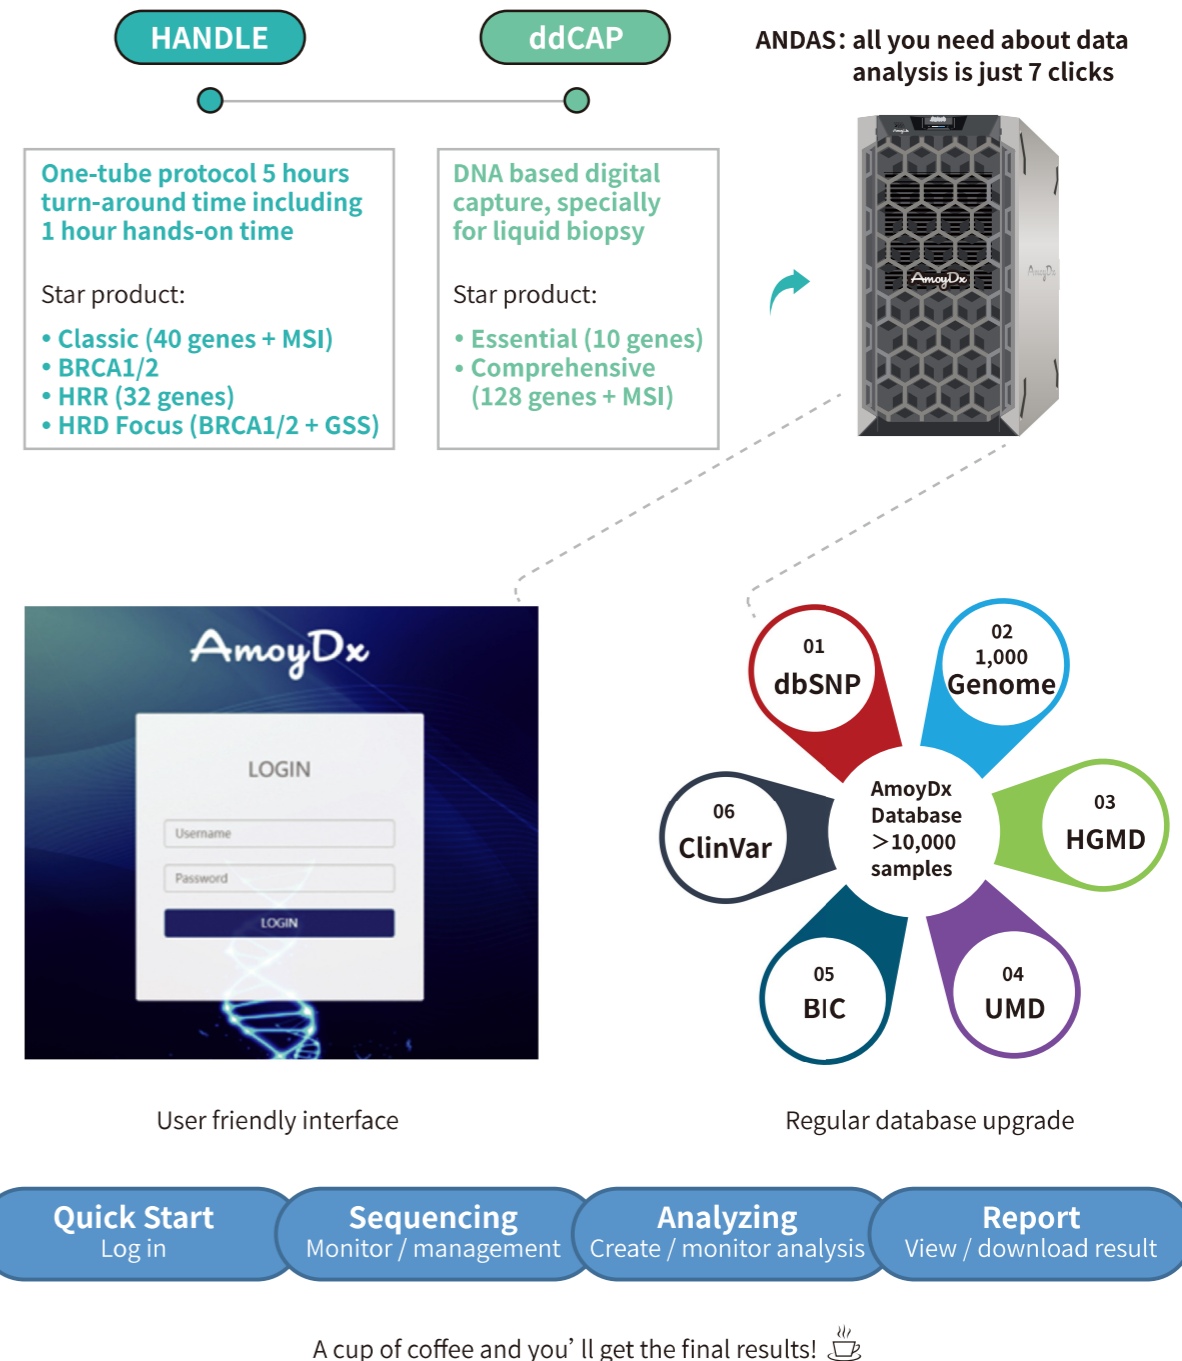 HANDLE
ddCAP
ANDAS: all you need about data
analysis is just 7 clicks
One-tube protocol 5 hours
turn-around time including
1 hour hands-on time
Star product:
• Classic (40 genes + MSI)
• BRCA1/2
• HRR (32 genes)
• HRD Focus (BRCA1/2 + GSS)
DNA based digital
capture, specially
for liquid biopsy
Star product:
• Essential (10 genes)
• Comprehensive
(128 genes + MSI)
AmoyDx
AmoyDx
AmoyDx
AmoyDx
LOGIN
Username
Password
LOGIN
01
dbSNP
02
1,000
Genome
03
HGMD
04
UMD
05
BIC
06
ClinVar
AmoyDx
Database
>10,000
samples
User friendly interface
Regular database upgrade
Quick Start
Log in
Sequencing
Monitor / management
Analyzing
Create / monitor analysis
Report
View / download result
A cup of coffee and you' ll get the final results!